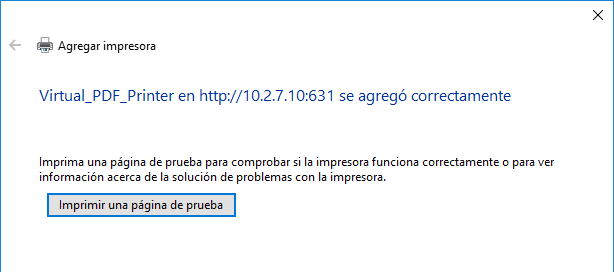 Agregar impresora
Virtual_PDF_Printer en http://10.2.7.10:631 se agregó correctamente
Imprima una página de prueba para comprobar si la impresora funciona correctamente o para ver
información acerca de la solución de problemas con la impresora.
Imprimir una página de prueba